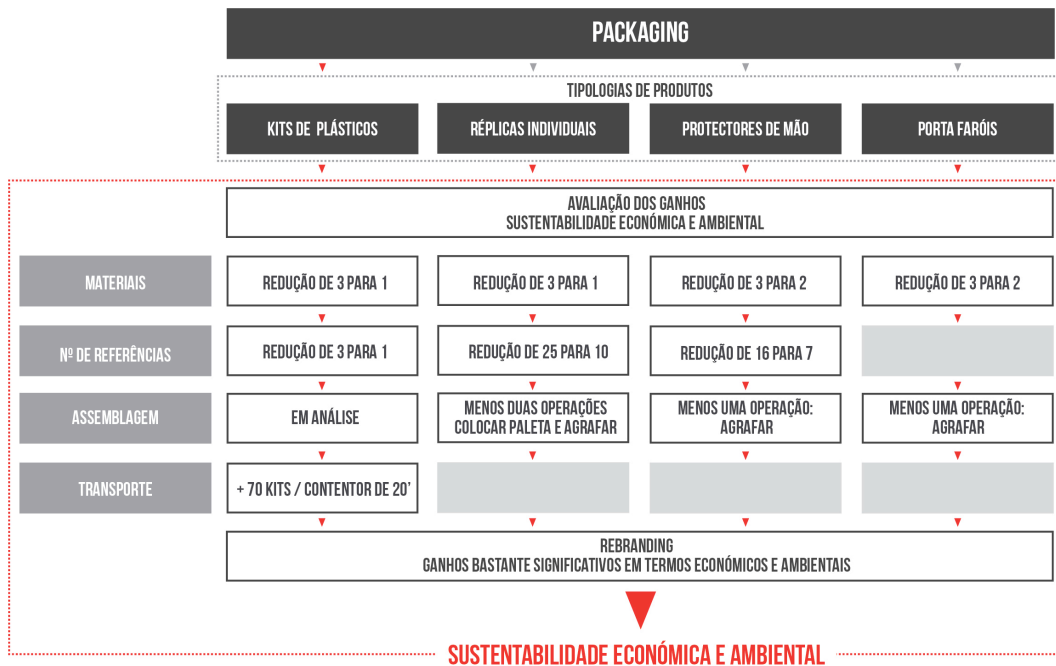 PACKAGING
TIPOLOGIAS DE PRODUTOS
KITS DE PLÁSTICOS
RÉPLICAS INDIVIDUAIS
PROTECTORES DE MÃO
PORTA FARÓIS
AVALIAÇÃO DOS GANHOS
SUSTENTABILIDADE ECONÓMICA E AMBIENTAL
MATERIAIS
REDUÇÃO DE 3 PARA 1
REDUÇÃO DE 3 PARA 1
REDUÇÃO DE 3 PARA 2
REDUÇÃO DE 3 PARA 2
Nº DE REFERÊNCIAS
REDUÇÃO DE 3 PARA 1
REDUÇÃO DE 25 PARA 10
REDUÇÃO DE 16 PARA 7
ASSEMBLAGEM
EM ANÁLISE
MENOS DUAS OPERAÇÕES
COLOCAR PALETA E AGRAFAR
MENOS UMA OPERAÇÃO:
AGRAFAR
MENOS UMA OPERAÇÃO:
AGRAFAR
TRANSPORTE
+ 70 KITS / CONTENTOR DE 20'
REBRANDING
GANHOS BASTANTE SIGNIFICATIVOS EM TERMOS ECONÓMICOS E AMBIENTAIS
SUSTENTABILIDADE ECONÓMICA E AMBIENTAL